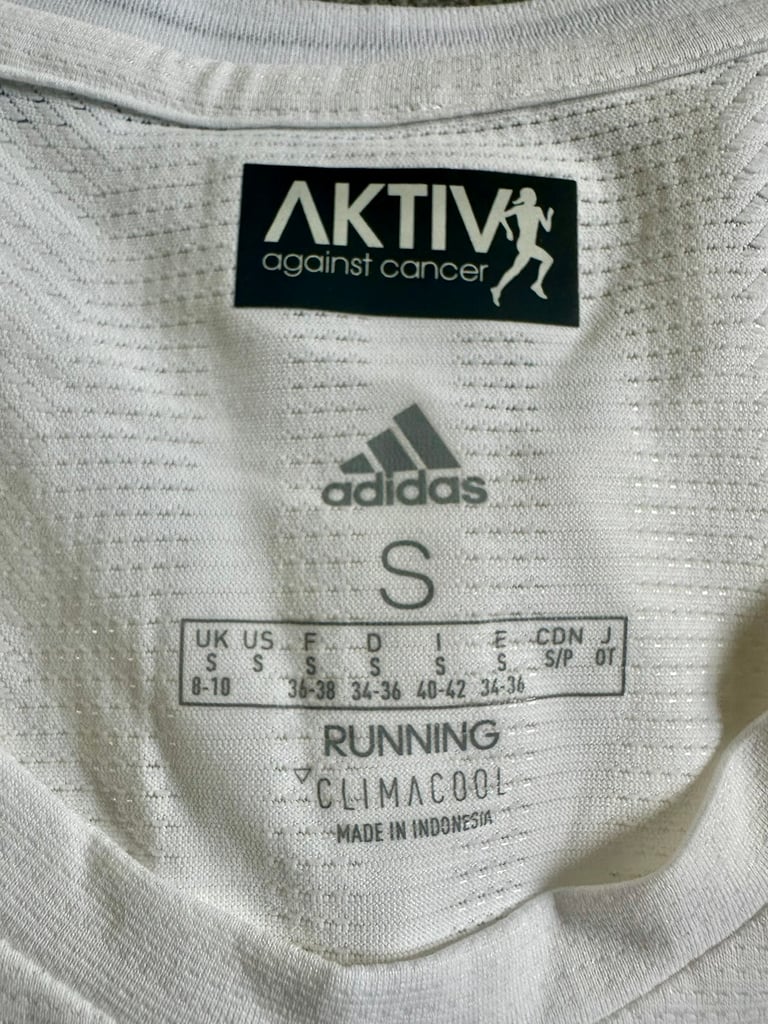 AKTIV
against cancer
adidas
S
UK US F D I E CDN J
S S S S S S S/P OT
8-10 36-38 34-36 40-42 34-36
RUNNING
CLIMACOOL
MADE IN INDONESIA